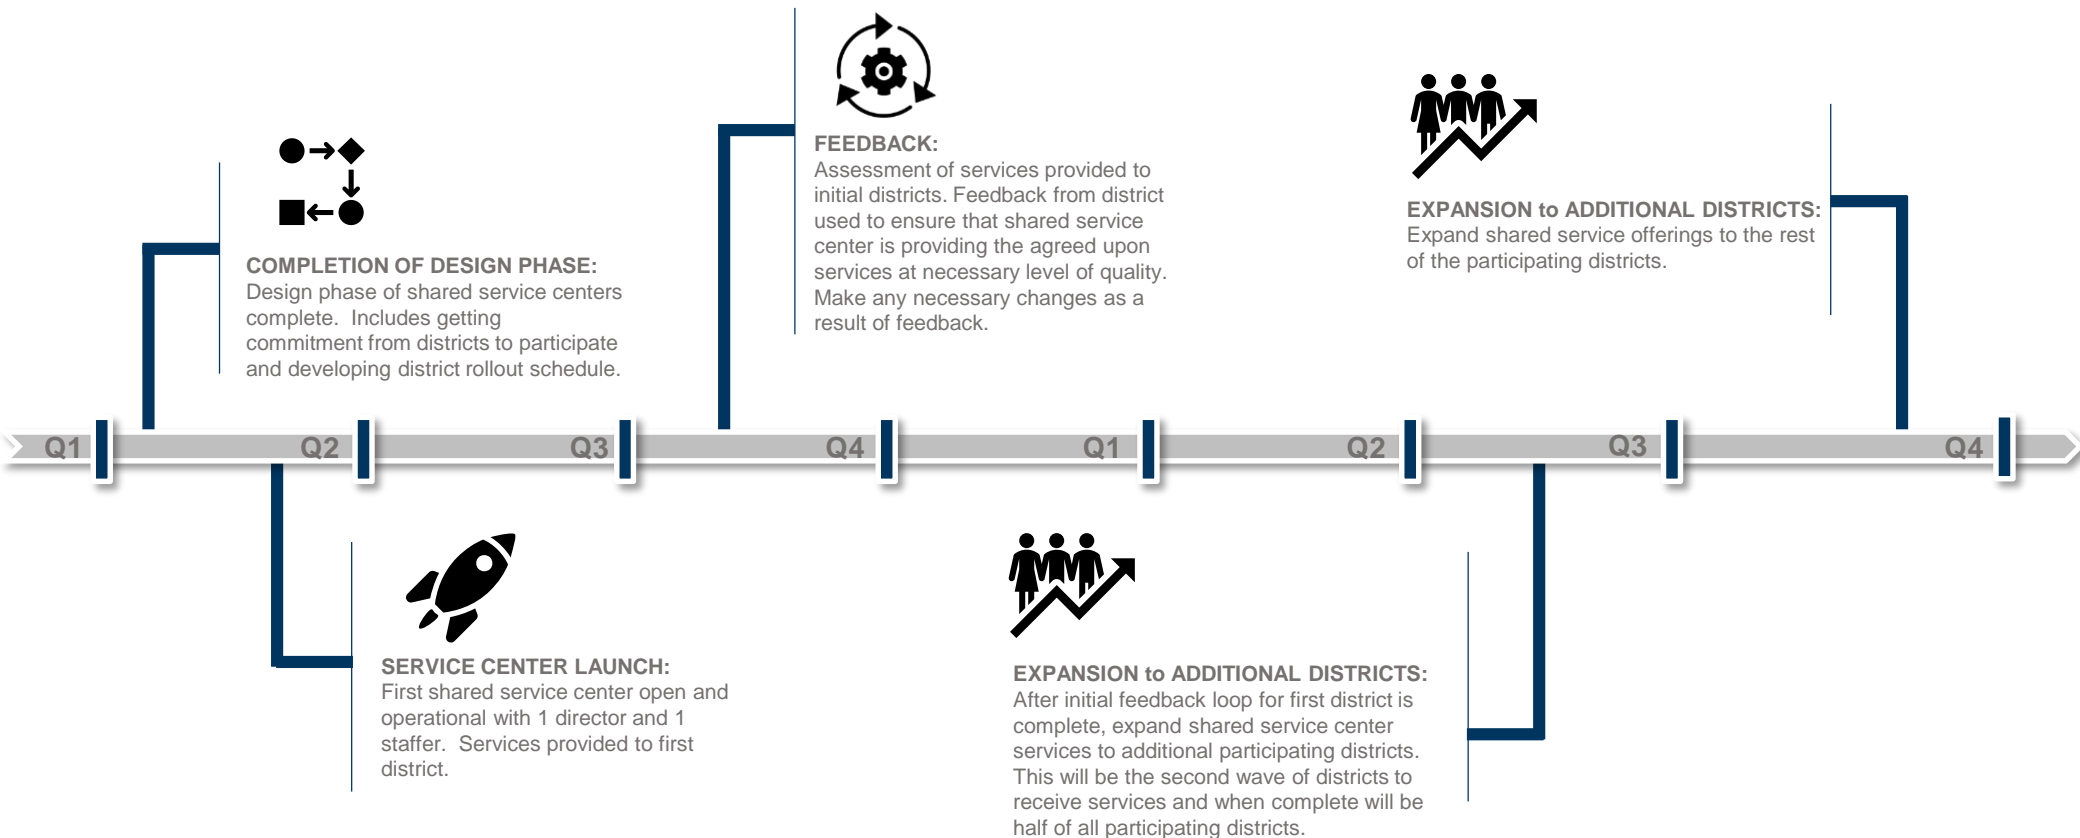 FEEDBACK:
Assessment of services provided to
initial districts. Feedback from district
used to ensure that shared service
center is providing the agreed upon
services at necessary level of quality.
Make any necessary changes as a
result of feedback.
EXPANSION to ADDITIONAL DISTRICTS:
Expand shared service offerings to the rest
of the participating districts.
COMPLETION OF DESIGN PHASE:
Design phase of shared service centers
complete.  Includes getting
commitment from districts to participate
and developing district rollout schedule.
Q1 Q2 Q3 Q4 Q1 Q2 Q3 Q4
SERVICE CENTER LAUNCH:
First shared service center open and
operational with 1 director and 1
staffer.  Services provided to first
district.
EXPANSION to ADDITIONAL DISTRICTS:
After initial feedback loop for first district is
complete, expand shared service center
services to additional participating districts.
This will be the second wave of districts to
receive services and when complete will be
half of all participating districts.